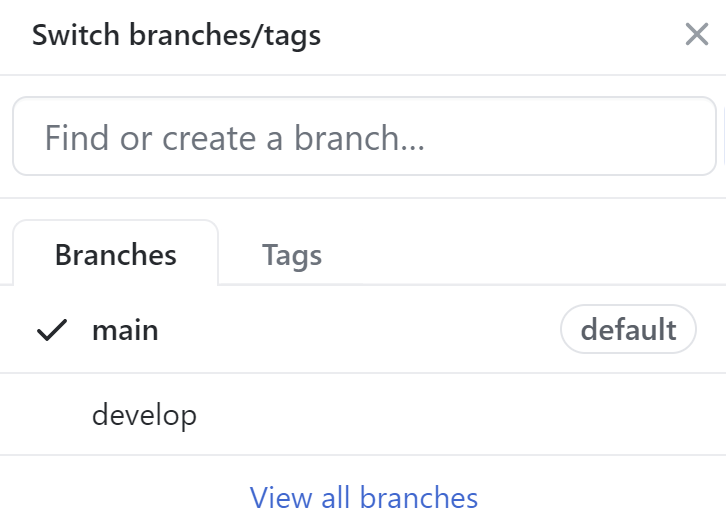 Switch branches/tags
Find or create a branch...
Branches Tags
main default
develop
View all branches